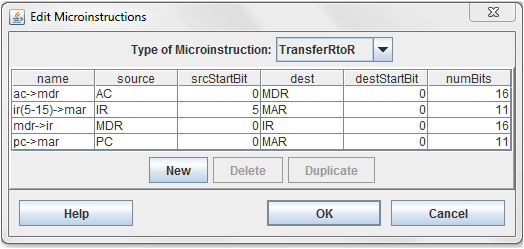 Edit Microinstructions
Type of Microinstruction: TransferRtoR
name source srcStartBit dest destStartBit numBits
ac->mdr AC 0 MDR 0 16
ir(5-15)->mar IR 5 MAR 0 11
mdr->ir MDR 0 IR 0 16
pc->mar PC 0 MAR 0 11
New Delete Duplicate
Help OK Cancel